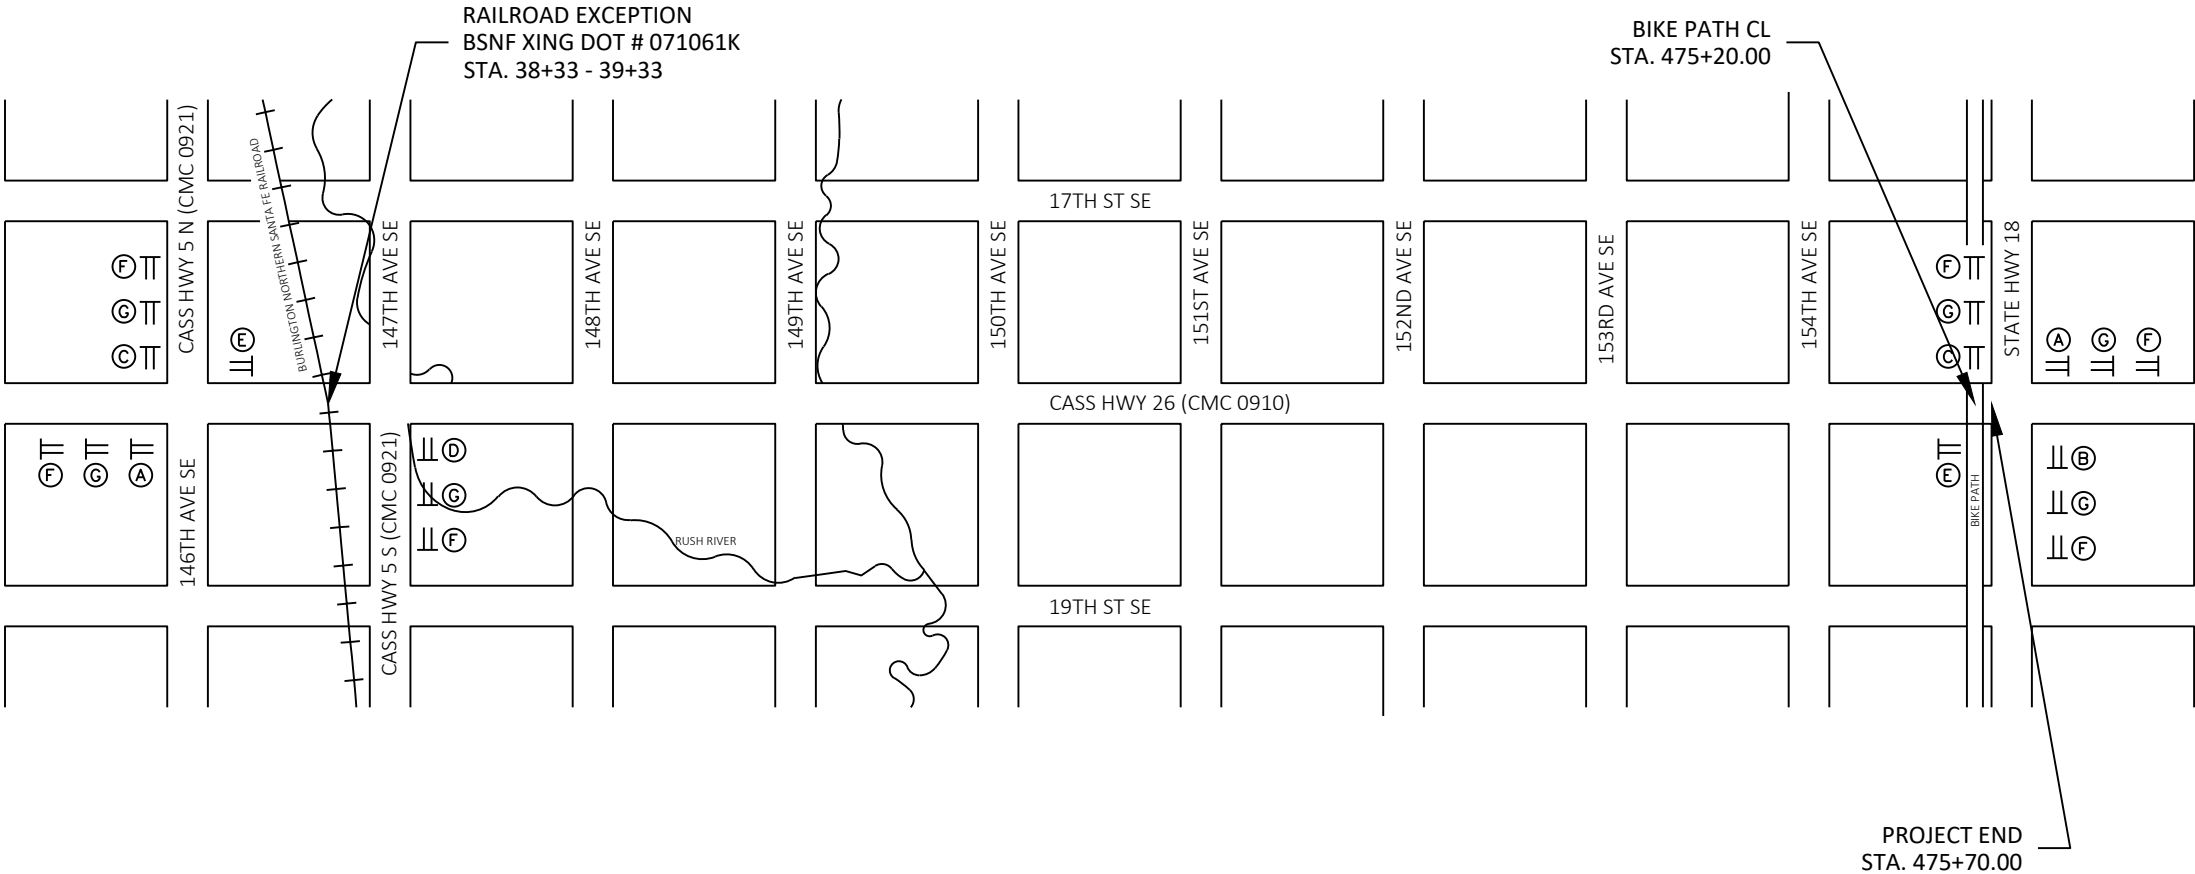 RAILROAD EXCEPTION
BSNF XING DOT # 071061K
STA. 38+33 - 39+33
BIKE PATH CL
STA. 475+20.00
CASS HWY 5 N (CMC 0921)
BURLINGTON NORTHERN SANTA FE RAILROAD
17TH ST SE
147TH AVE SE
148TH AVE SE
149TH AVE SE
150TH AVE SE
151ST AVE SE
152ND AVE SE
153RD AVE SE
154TH AVE SE
STATE HWY 18
F
G
C
E
F
G
C
A G F
CASS HWY 26 (CMC 0910)
F G A
146TH AVE SE
CASS HWY 5 S (CMC 0921)
D
G
F
RUSH RIVER
E
BIKE PATH
B
G
F
19TH ST SE
PROJECT END
STA. 475+70.00